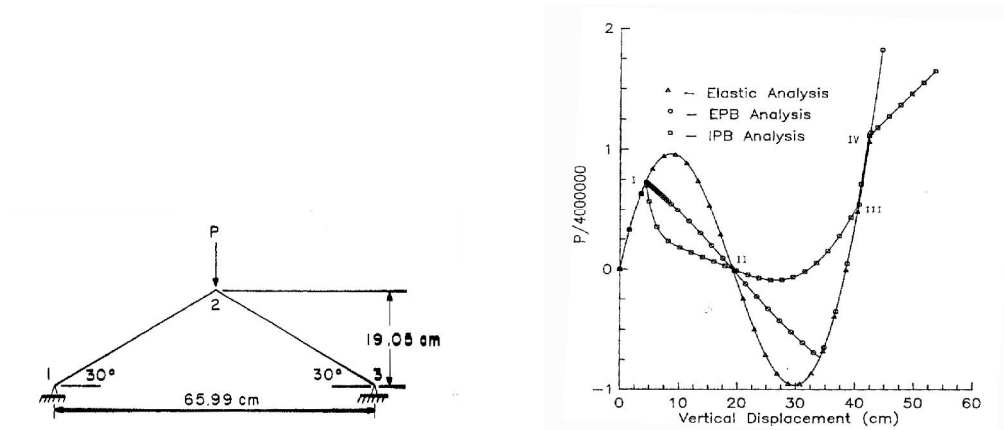 P
2
1
30°
30°
3
19.05 cm
65.99 cm
2
1
0
−1
P/4000000
— Elastic Analysis
— EPB Analysis
— IPB Analysis
I
II
III
IV
0 10 20 30 40 50 60
Vertical Displacement (cm)